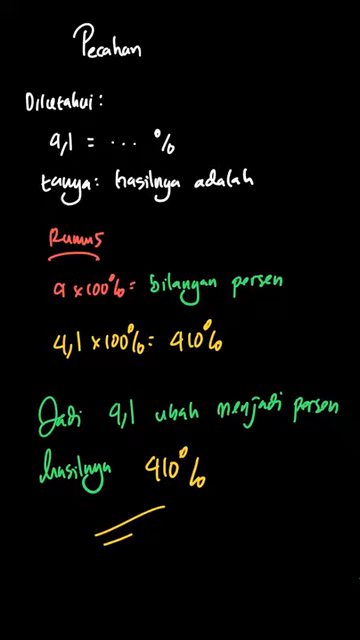 Pecahan
Diketahui:
4,1 = ... %
tanya: hasilnya adalah
Rumus
a × 100% = bilangan persen
4,1 × 100% = 410%
Jadi 4,1 ubah menjadi persen
hasilnya 410%